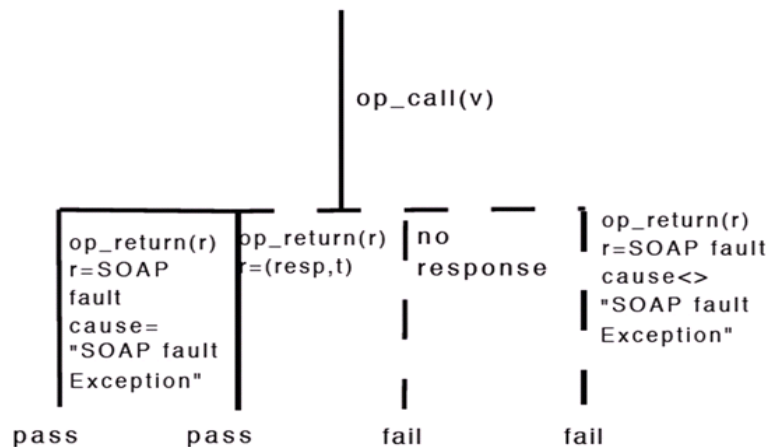 op_call(v)
op_return(r)
r=SOAP
fault
cause=
"SOAP fault
Exception"
op_return(r)
r=(resp,t)
no
response
op_return(r)
r=SOAP fault
cause<>
"SOAP fault
Exception"
pass
pass
fail
fail